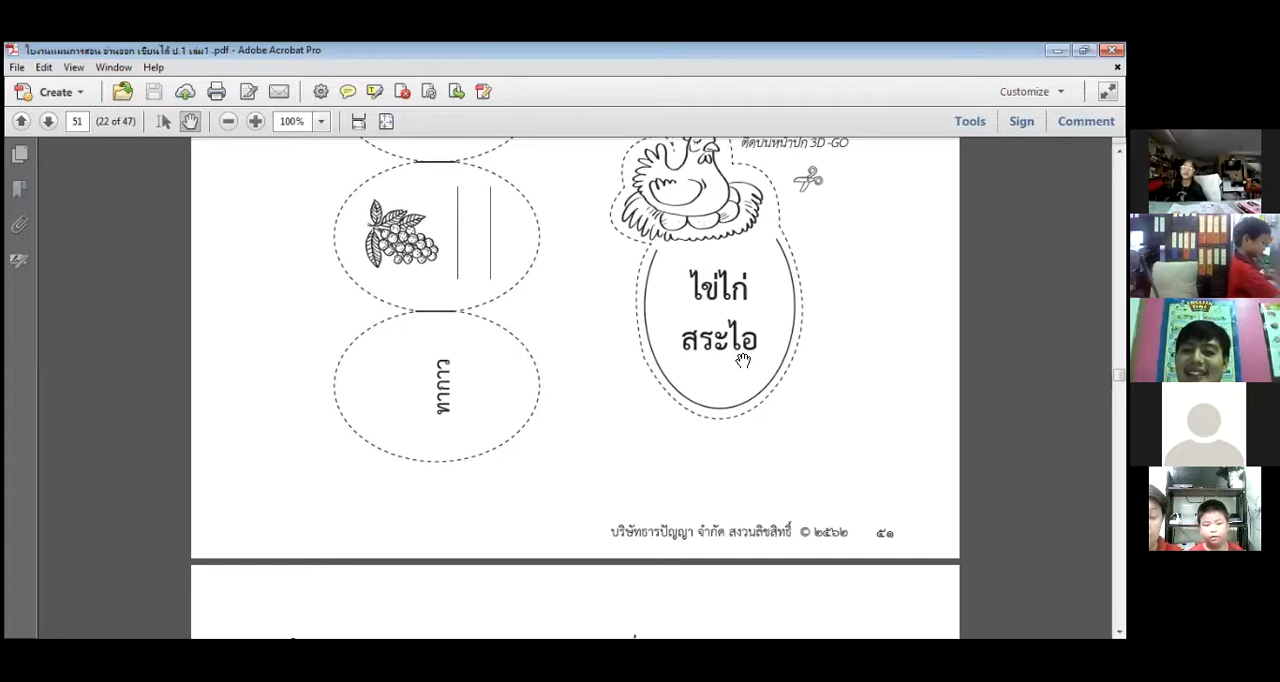 ใบงานแผนการสอน อ่านออก เขียนได้ ป.1 เล่ม1 .pdf - Adobe Acrobat Pro
File Edit View Window Help
Create
Customize
51 (22 of 47) 100%
Tools Sign Comment
ติดบนหน้าปก 3D -GO
ไข่ไก่
สระไอ
ทาบกาว
บริษัทธารปัญญา จำกัด สงวนลิขสิทธิ์ © ๒๕๖๒ ๕๑
ENGLISH TIME